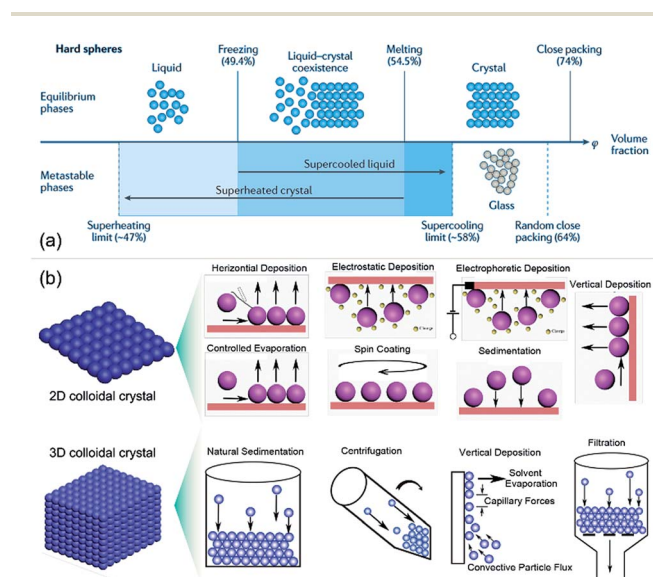 Hard spheres
Freezing
(49.4%)
Liquid–crystal
coexistence
Melting
(54.5%)
Close packing
(74%)
Liquid
Crystal
Equilibrium
phases
φ
Volume
fraction
Metastable
phases
Supercooled liquid
Superheated crystal
Glass
Superheating
limit (~47%)
Supercooling
limit (~58%)
Random close
packing (64%)
(a)
(b)
Horizontial Deposition
Electrostatic Deposition
Electrophoretic Deposition
Vertical Deposition
Charge
Charge
Controlled Evaporation
Spin Coating
Sedimentation
2D colloidal crystal
3D colloidal crystal
Natural Sedimentation
Centrifugation
Vertical Deposition
Filtration
Solvent
Evaporation
Capillary Forces
Convective Particle Flux